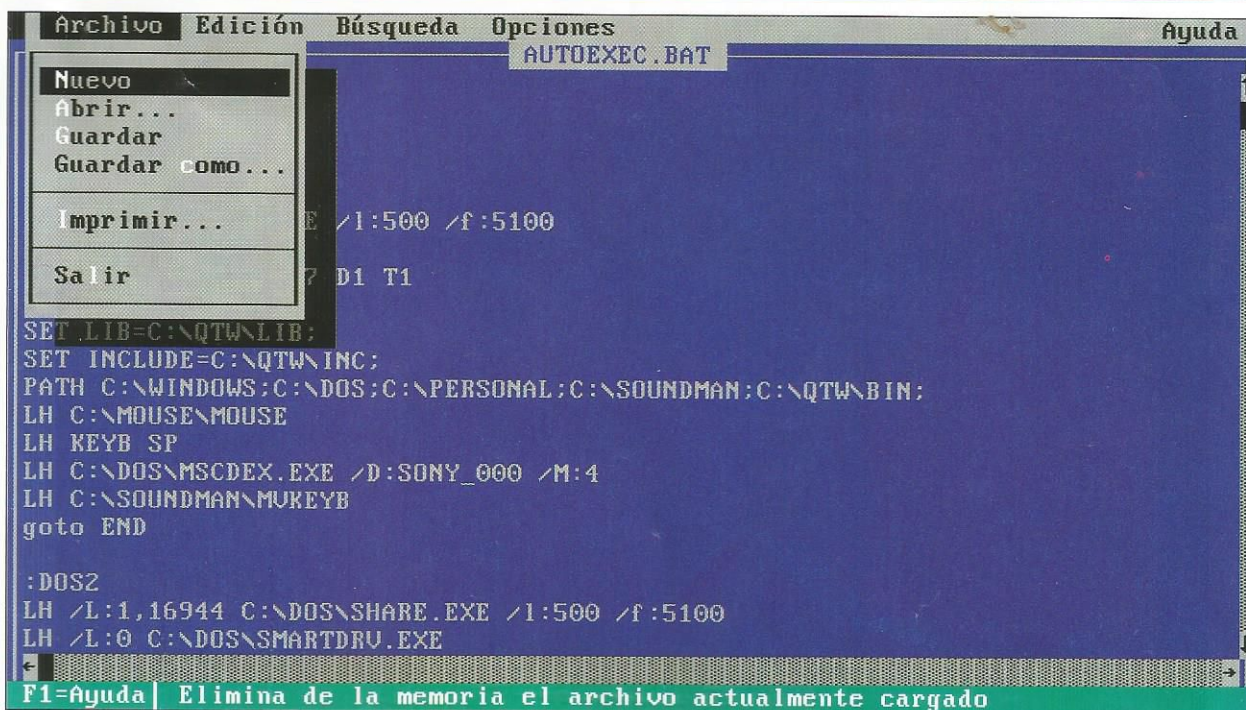 Archivo Edición Búsqueda Opciones Ayuda
AUTOEXEC.BAT
Nuevo
Abrir...
Guardar
Guardar como...
Imprimir...
Salir
E /l:500 /f:5100
7 D1 T1
SET LIB=C:\QTW\LIB;
SET INCLUDE=C:\QTW\INC;
PATH C:\WINDOWS;C:\DOS;C:\PERSONAL;C:\SOUNDMAN;C:\QTW\BIN;
LH C:\MOUSE\MOUSE
LH KEYB SP
LH C:\DOS\MSCDEX.EXE /D:SONY_000 /M:4
LH C:\SOUNDMAN\MVKEYB
goto END
:DOS2
LH /L:1,16944 C:\DOS\SHARE.EXE /l:500 /f:5100
LH /L:0 C:\DOS\SMARTDRV.EXE
F1=Ayuda| Elimina de la memoria el archivo actualmente cargado